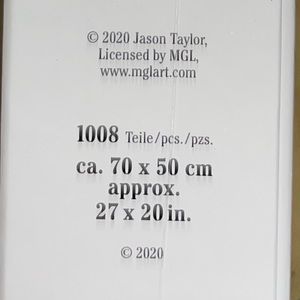 © 2020 Jason Taylor,
Licensed by MGL,
www.mglart.com
1008 Teile/pcs./pzs.
ca. 70 x 50 cm
approx.
27 x 20 in.
© 2020